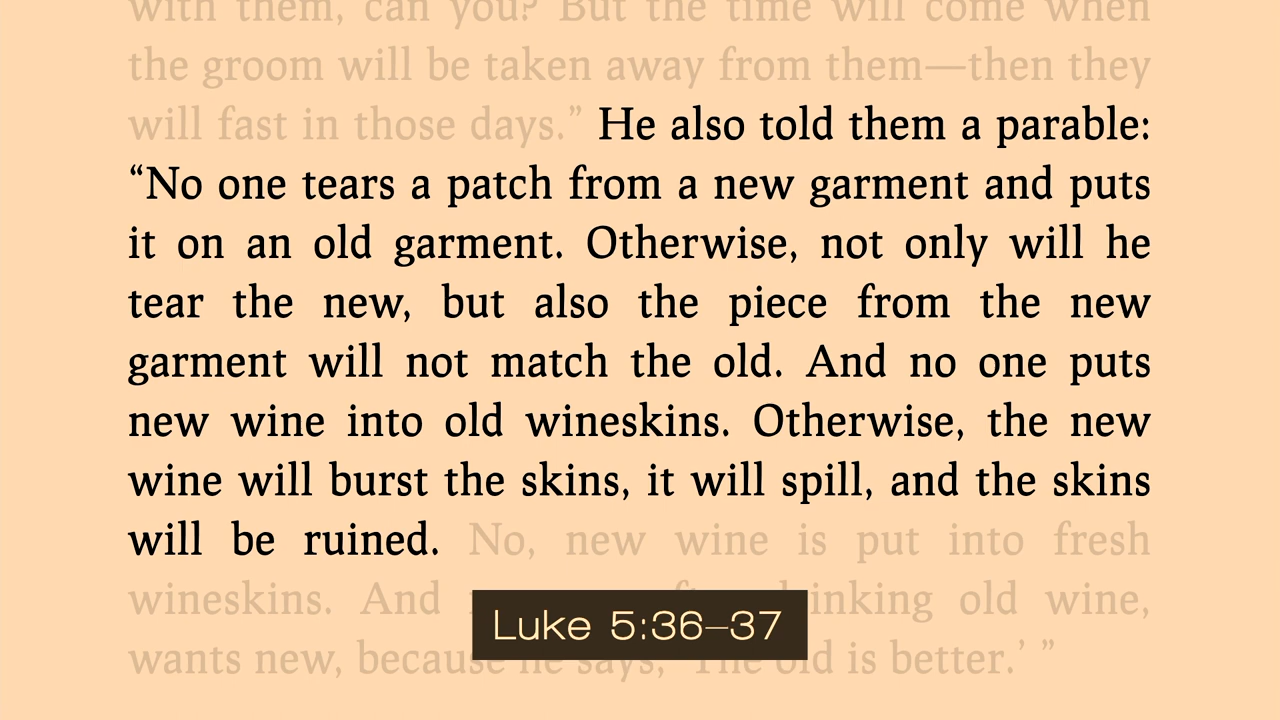 with them, can you? But the time will come when
the groom will be taken away from them—then they
will fast in those days.” He also told them a parable:
“No one tears a patch from a new garment and puts
it on an old garment. Otherwise, not only will he
tear the new, but also the piece from the new
garment will not match the old. And no one puts
new wine into old wineskins. Otherwise, the new
wine will burst the skins, it will spill, and the skins
will be ruined. No, new wine is put into fresh
wineskins. And old wine,
wants new, because he says, ‘The old is better.’ ”
Luke 5:36–37